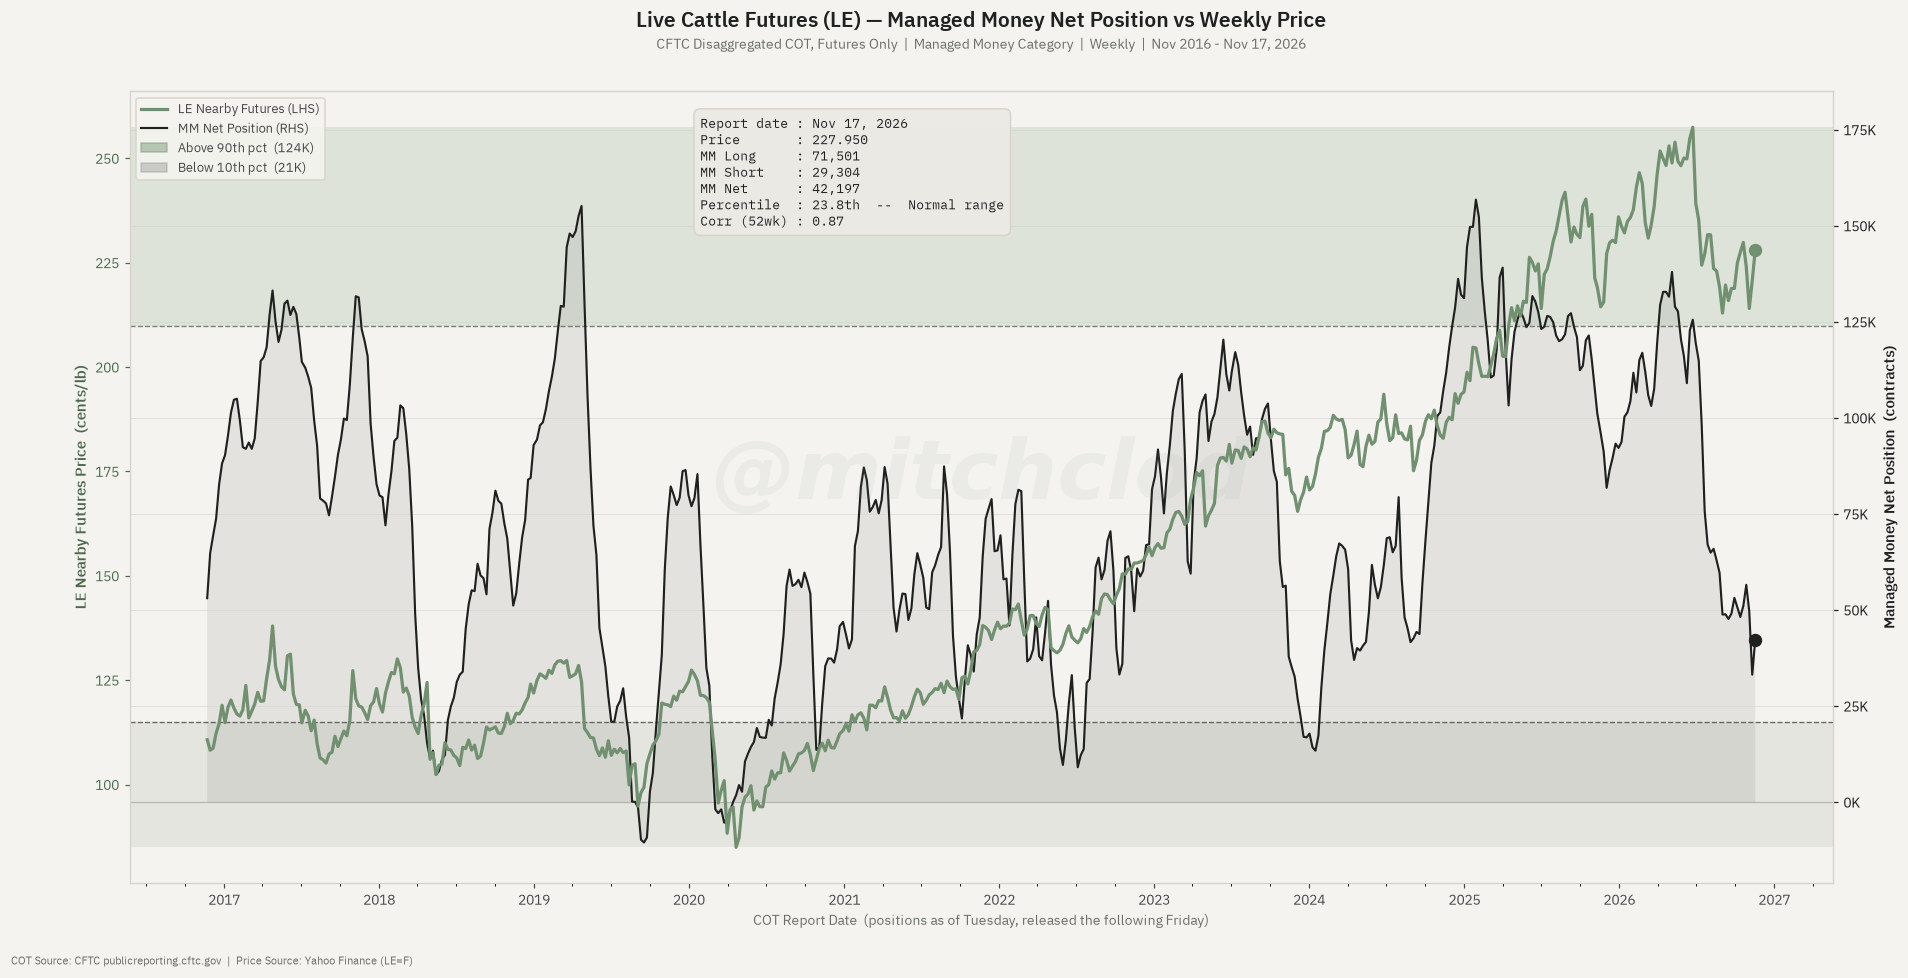 Live Cattle Futures (LE) — Managed Money Net Position vs Weekly Price
CFTC Disaggregated COT, Futures Only | Managed Money Category | Weekly | Nov 2016 - Nov 17, 2026
LE Nearby Futures (LHS)
MM Net Position (RHS)
Above 90th pct (124K)
Below 10th pct (21K)
Report date : Nov 17, 2026
Price : 227.950
MM Long : 71,501
MM Short : 29,304
MM Net : 42,197
Percentile : 23.8th -- Normal range
Corr (52wk) : 0.87
LE Nearby Futures Price (cents/lb)
250
225
200
175
150
125
100
@mitchclod
175K
150K
125K
100K
75K
50K
25K
0K
Managed Money Net Position (contracts)
2017 2018 2019 2020 2021 2022 2023 2024 2025 2026 2027
COT Report Date (positions as of Tuesday, released the following Friday)
COT Source: CFTC publicreporting.cftc.gov | Price Source: Yahoo Finance (LE=F)